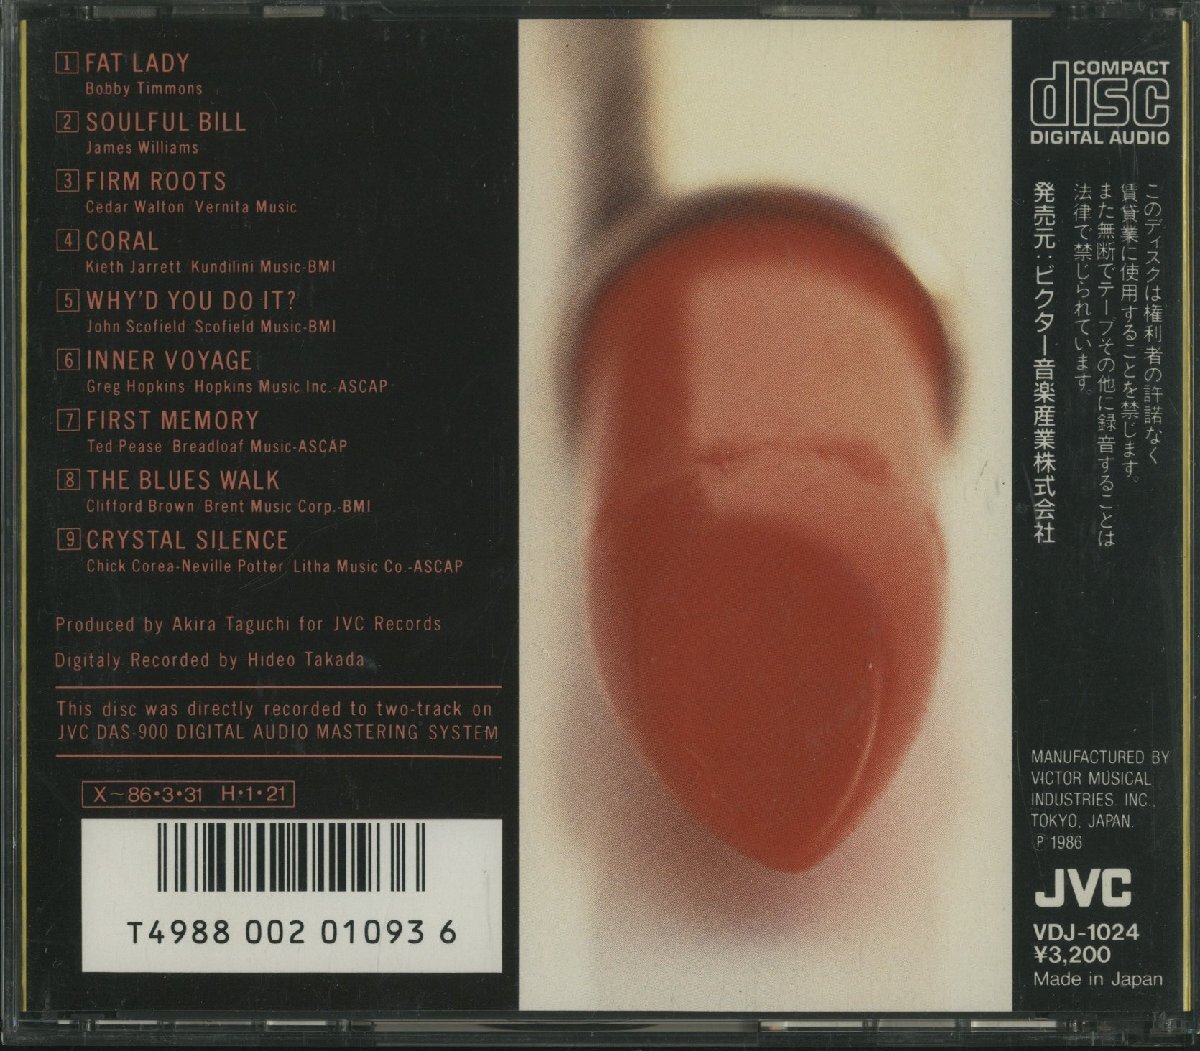 1 FAT LADY
Bobby Timmons
2 SOULFUL BILL
James Williams
3 FIRM ROOTS
Cedar Walton Vernita Music
4 CORAL
Kieth Jarrett Kundilini Music-BMI
5 WHY'D YOU DO IT?
John Scofield Scofield Music-BMI
6 INNER VOYAGE
Greg Hopkins Hopkins Music Inc.-ASCAP
7 FIRST MEMORY
Ted Pease Breadloaf Music-ASCAP
8 THE BLUES WALK
Clifford Brown Brent Music Corp.-BMI
9 CRYSTAL SILENCE
Chick Corea-Neville Potter Litha Music Co.-ASCAP
Produced by Akira Taguchi for JVC Records
Digitaly Recorded by Hideo Takada
This disc was directly recorded to two-track on
JVC DAS-900 DIGITAL AUDIO MASTERING SYSTEM
X～86・3・31 H・1・21
T4988 002 01093 6
COMPACT
disc
DIGITAL AUDIO
このディスクは権利者の許諾なく
賃貸業に使用することを禁じます。
また無断でテープその他に録音することは
法律で禁じられています。
発売元：ビクター音楽産業株式会社
MANUFACTURED BY
VICTOR MUSICAL
INDUSTRIES, INC.,
TOKYO, JAPAN.
℗ 1986
JVC
VDJ-1024
¥3,200
Made in Japan